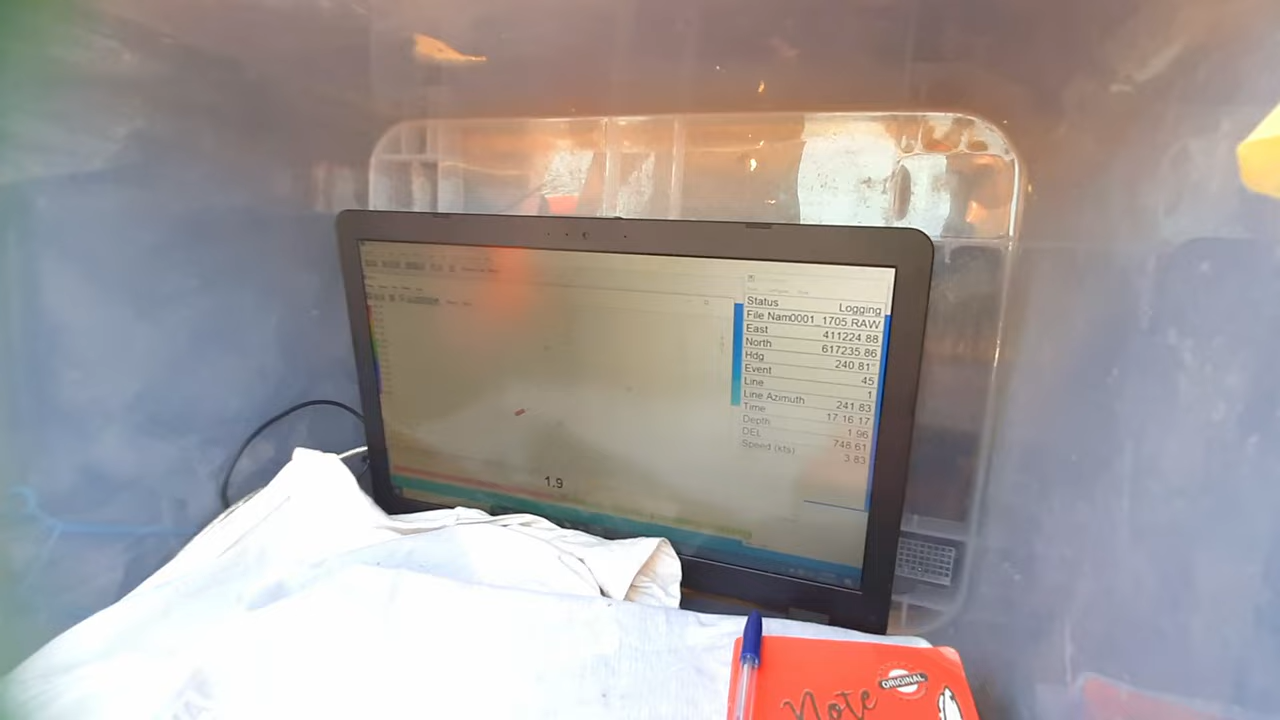 Status Logging
File Nam0001_1705.RAW
East 411224.88
North 617235.86
Hdg 240.81°
Event 45
Line 1
Line Azimuth 241.83
Time 17:16:17
Depth 1.96
DEL 748.61
Speed (kts) 3.83
1.9
ORIGINAL
Note